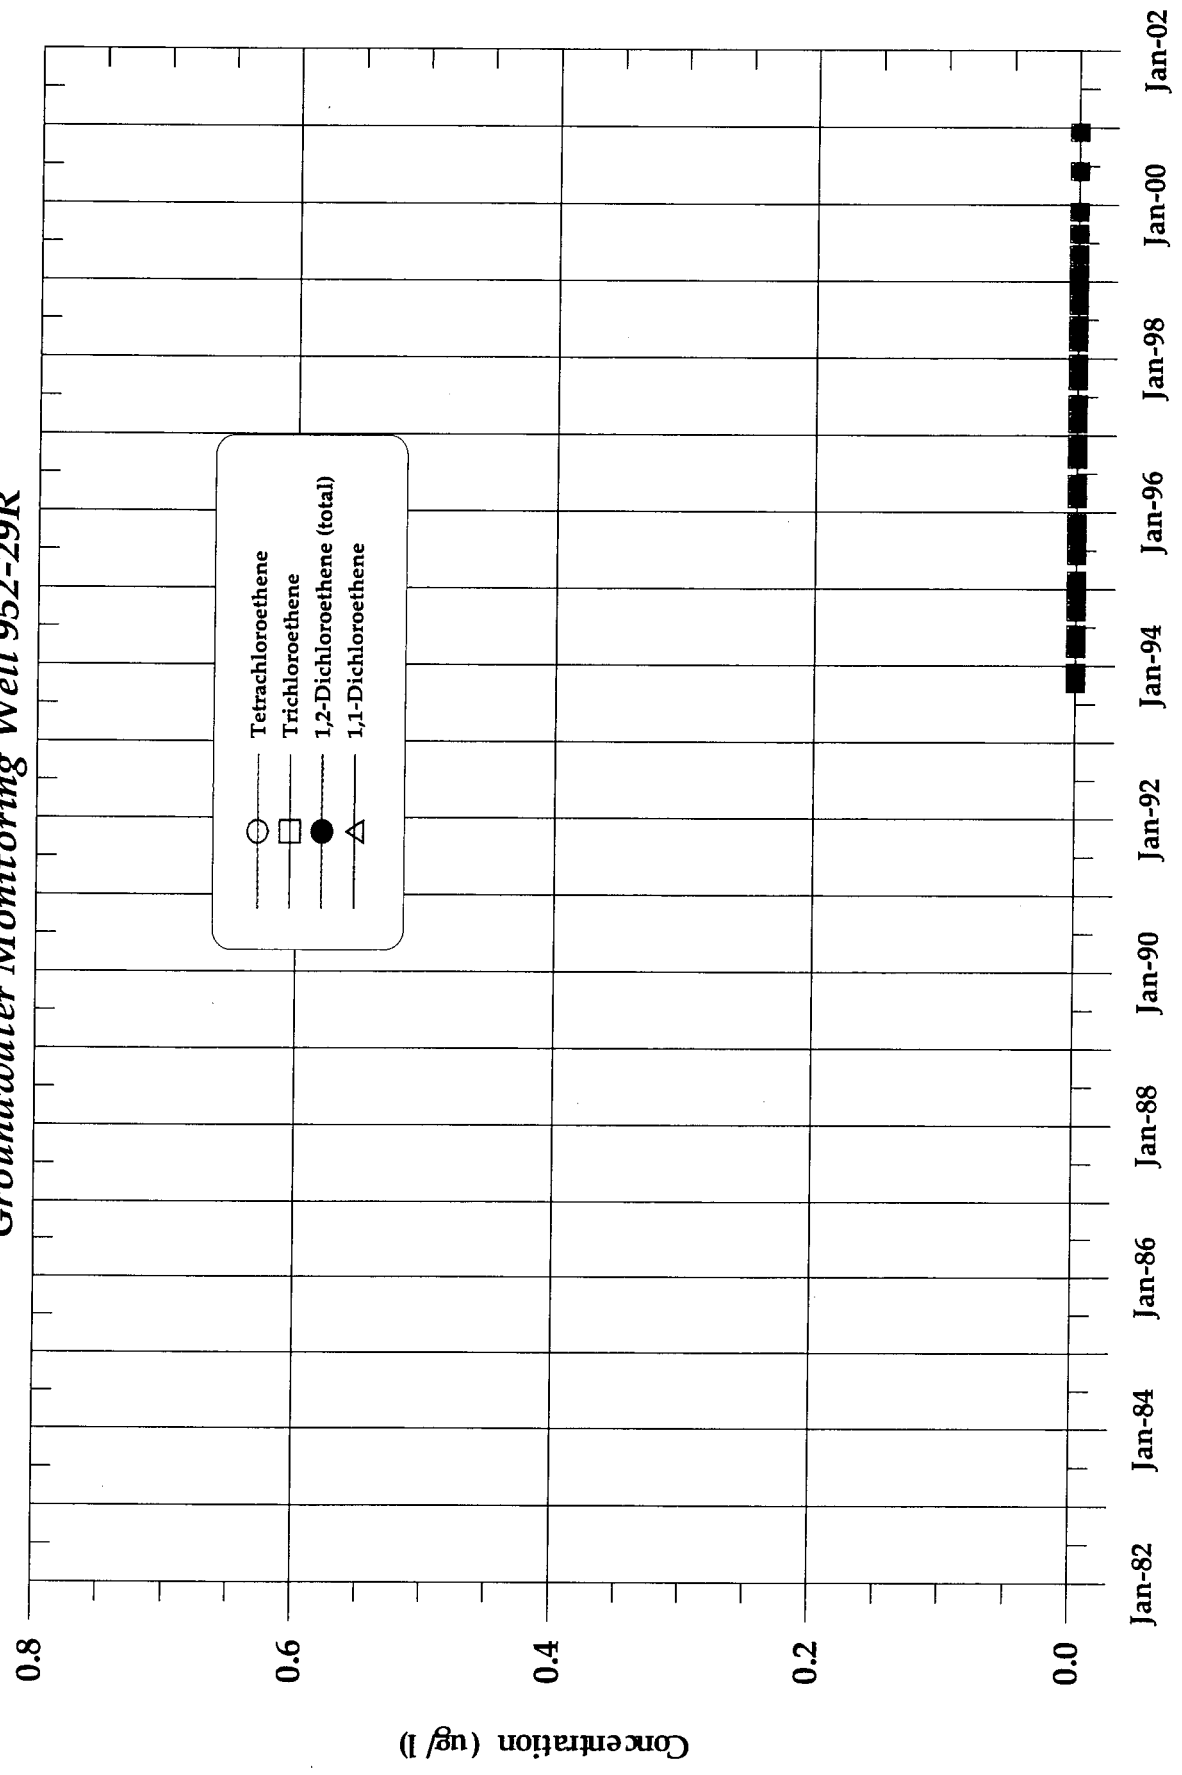 Groundwater Monitoring Well 952-29R
Concentration (ug/l)
0.8
0.6
0.4
0.2
0.0
Tetrachloroethene
Trichloroethene
1,2-Dichloroethene (total)
1,1-Dichloroethene
Jan-82
Jan-84
Jan-86
Jan-88
Jan-90
Jan-92
Jan-94
Jan-96
Jan-98
Jan-00
Jan-02